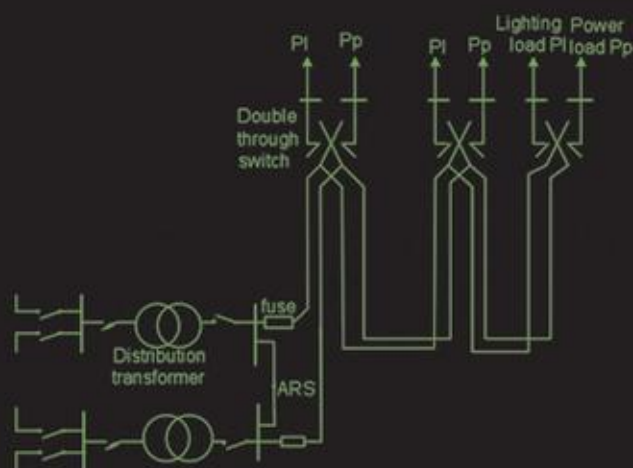 Pl
Pp
Pl
Pp
Lighting
load Pl
Power
load Pp
Double
through
switch
fuse
Distribution
transformer
ARS